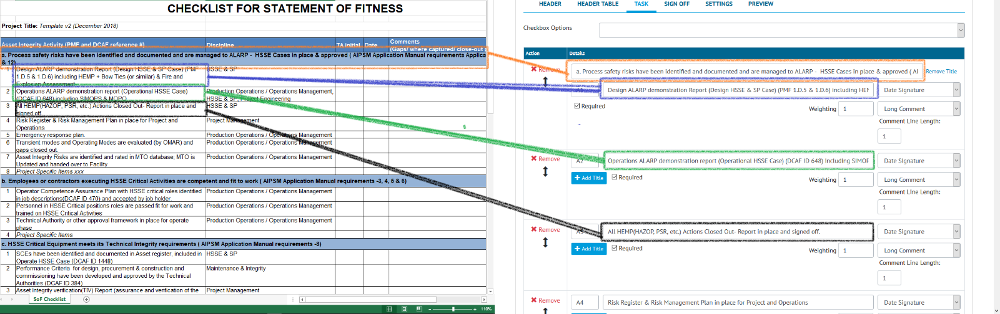 CHECKLIST FOR STATEMENT OF FITNESS
Project Title: Template v2 (December 2018)
Asset Integrity Activity (PMF and DCAF reference #) Discipline TA initial Date Comments
(Gaps/ where captured/ close-out p
a. Process safety risks have been identified and documented and are managed to ALARP - HSSE Cases in place & approved ( AIPSM Application Manual requirements Applica
& 12)
1 Design ALARP demonstration Report (Design HSSE & SP Case) (PMF HSSE & SP
1.D.5 & 1.D.6) including HEMP + Bow Ties (or similar) & Fire and
Explosion Assessment
2 Operations ALARP demonstration report (Operational HSSE Case) Production Operations / Operations Management,
(DCAF ID 648) including SIMOPS & MOPO HSSE & SP, Project Engineering
3 All HEMP(HAZOP, PSR, etc.) Actions Closed Out- Report in place and HSSE & SP
signed off.
4 Risk Register & Risk Management Plan in place for Project and Project Management
Operations
5 Emergency response plan. Production Operations / Operations Management
6 Transient modes and Operating Modes are evaluated (by OMAR) and Production Operations / Operations Management
gaps closed out.
7 Asset Integrity Risks are identified and rated in MTO database; MTO is Production Operations / Operations Management
Updated and handed over to Facility
8 Project Specific Items xxx
b. Employees or contractors executing HSSE Critical Activities are competent and fit to work ( AIPSM Application Manual requirements -3, 4, 5 & 6)
1 Operator Competence Assurance Plan with HSSE critical roles identified Production Operations / Operations Management
in job descriptions(DCAF ID 470) and accepted by job holder.
2 Personnel in HSSE Critical positions roles are passed fit for work and Production Operations / Operations Management
trained on HSSE Critical Activities
3 Technical Authority or other approval framework in place for operate Production Operations / Operations Management
phase
4 Project Specific Items
c. HSSE Critical Equipment meets its Technical Integrity requirements ( AIPSM Application Manual requirements -8)
1 SCEs have been identified and documented in Asset register, included in HSSE & SP
Operate HSSE Case (DCAF ID 1448)
2 Performance Criteria for design, procurement & construction and Maintenance & Integrity
commissioning have been developed and approved by the Technical
Authorities (DCAF ID 384)
3 Asset Integrity verification(TIV) Report (assurance and verification of the Project Management
SoF Checklist
110%
HEADER HEADER TABLE TASK SIGN OFF SETTINGS PREVIEW
Checkbox Options
Action Details
Remove a. Process safety risks have been identified and documented and are managed to ALARP - HSSE Cases in place & approved ( AI Remove Title
A1 Design ALARP demonstration Report (Design HSSE & SP Case) (PMF 1.D.5 & 1.D.6) including HEM Date Signature
Required Weighting 1 Long Comment
Comment Line Length:
1
Remove A2 Operations ALARP demonstration report (Operational HSSE Case) (DCAF ID 648) including SIMOP Date Signature
+ Add Title Required Weighting 1 Long Comment
Comment Line Length:
1
Remove A3 All HEMP(HAZOP, PSR, etc.) Actions Closed Out- Report in place and signed off. Date Signature
+ Add Title Required Weighting 1 Long Comment
Comment Line Length:
1
Remove A4 Risk Register & Risk Management Plan in place for Project and Operations Date Signature